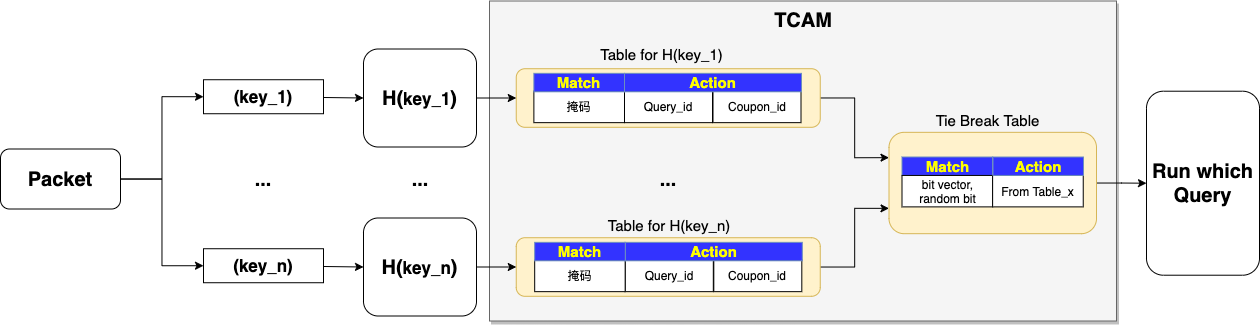 TCAM
Table for H(key_1)
Match Action
掩码 Query_id Coupon_id
(key_1)
H(key_1)
Tie Break Table
Match Action
bit vector,
random bit
From Table_x
Packet
...
...
...
Run which
Query
Table for H(key_n)
Match Action
掩码 Query_id Coupon_id
(key_n)
H(key_n)